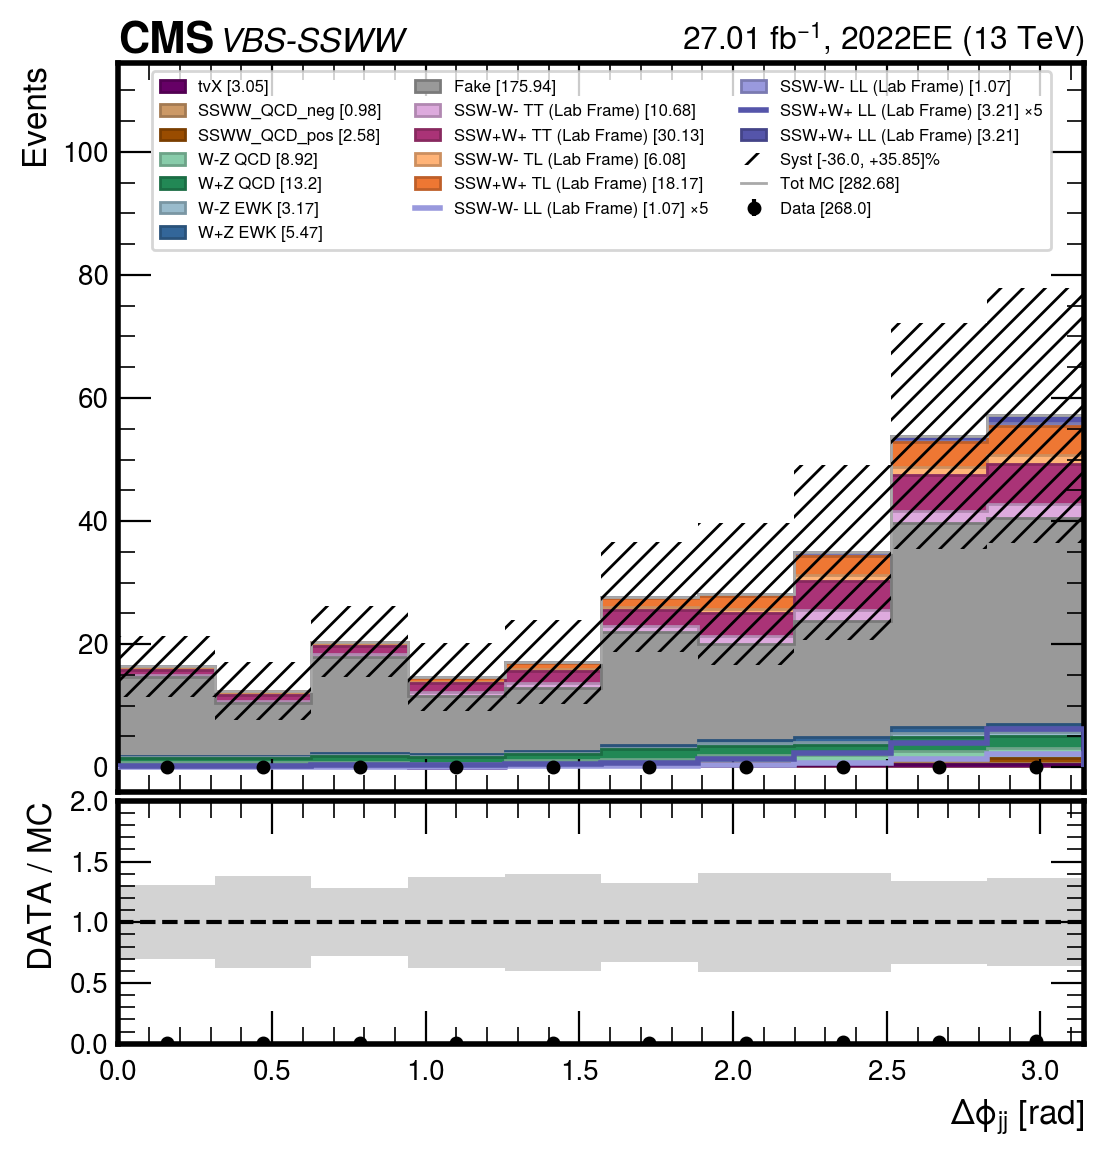 CMS VBS-SSWW 27.01 fb⁻¹, 2022EE (13 TeV)
Events
tvX [3.05]
SSWW_QCD_neg [0.98]
SSWW_QCD_pos [2.58]
W-Z QCD [8.92]
W+Z QCD [13.2]
W-Z EWK [3.17]
W+Z EWK [5.47]
Fake [175.94]
SSW-W- TT (Lab Frame) [10.68]
SSW+W+ TT (Lab Frame) [30.13]
SSW-W- TL (Lab Frame) [6.08]
SSW+W+ TL (Lab Frame) [18.17]
SSW-W- LL (Lab Frame) [1.07] ×5
SSW-W- LL (Lab Frame) [1.07]
SSW+W+ LL (Lab Frame) [3.21] ×5
SSW+W+ LL (Lab Frame) [3.21]
Syst [-36.0, +35.85]%
Tot MC [282.68]
Data [268.0]
100
80
60
40
20
0
DATA / MC
2.0
1.5
1.0
0.5
0.0
0.0 0.5 1.0 1.5 2.0 2.5 3.0
Δϕjj [rad]